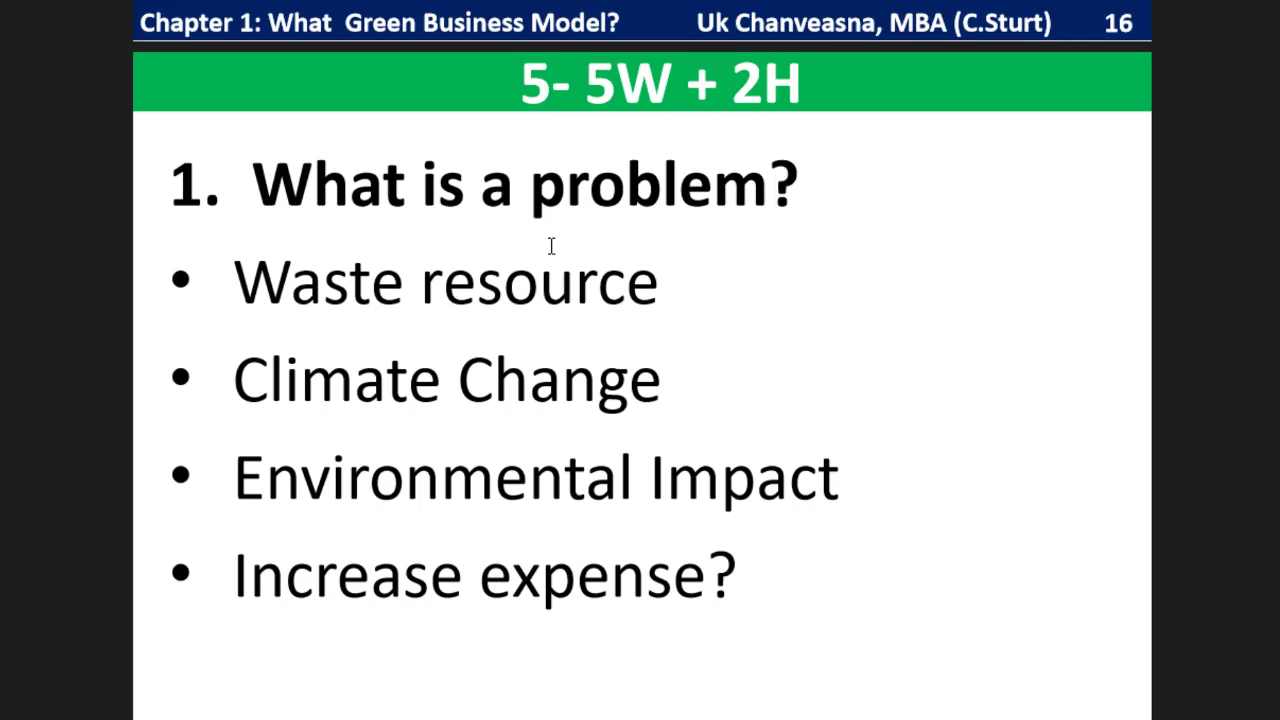 Chapter 1: What Green Business Model? Uk Chanveasna, MBA (C.Sturt) 16
5- 5W + 2H
1. What is a problem?
• Waste resource
• Climate Change
• Environmental Impact
• Increase expense?